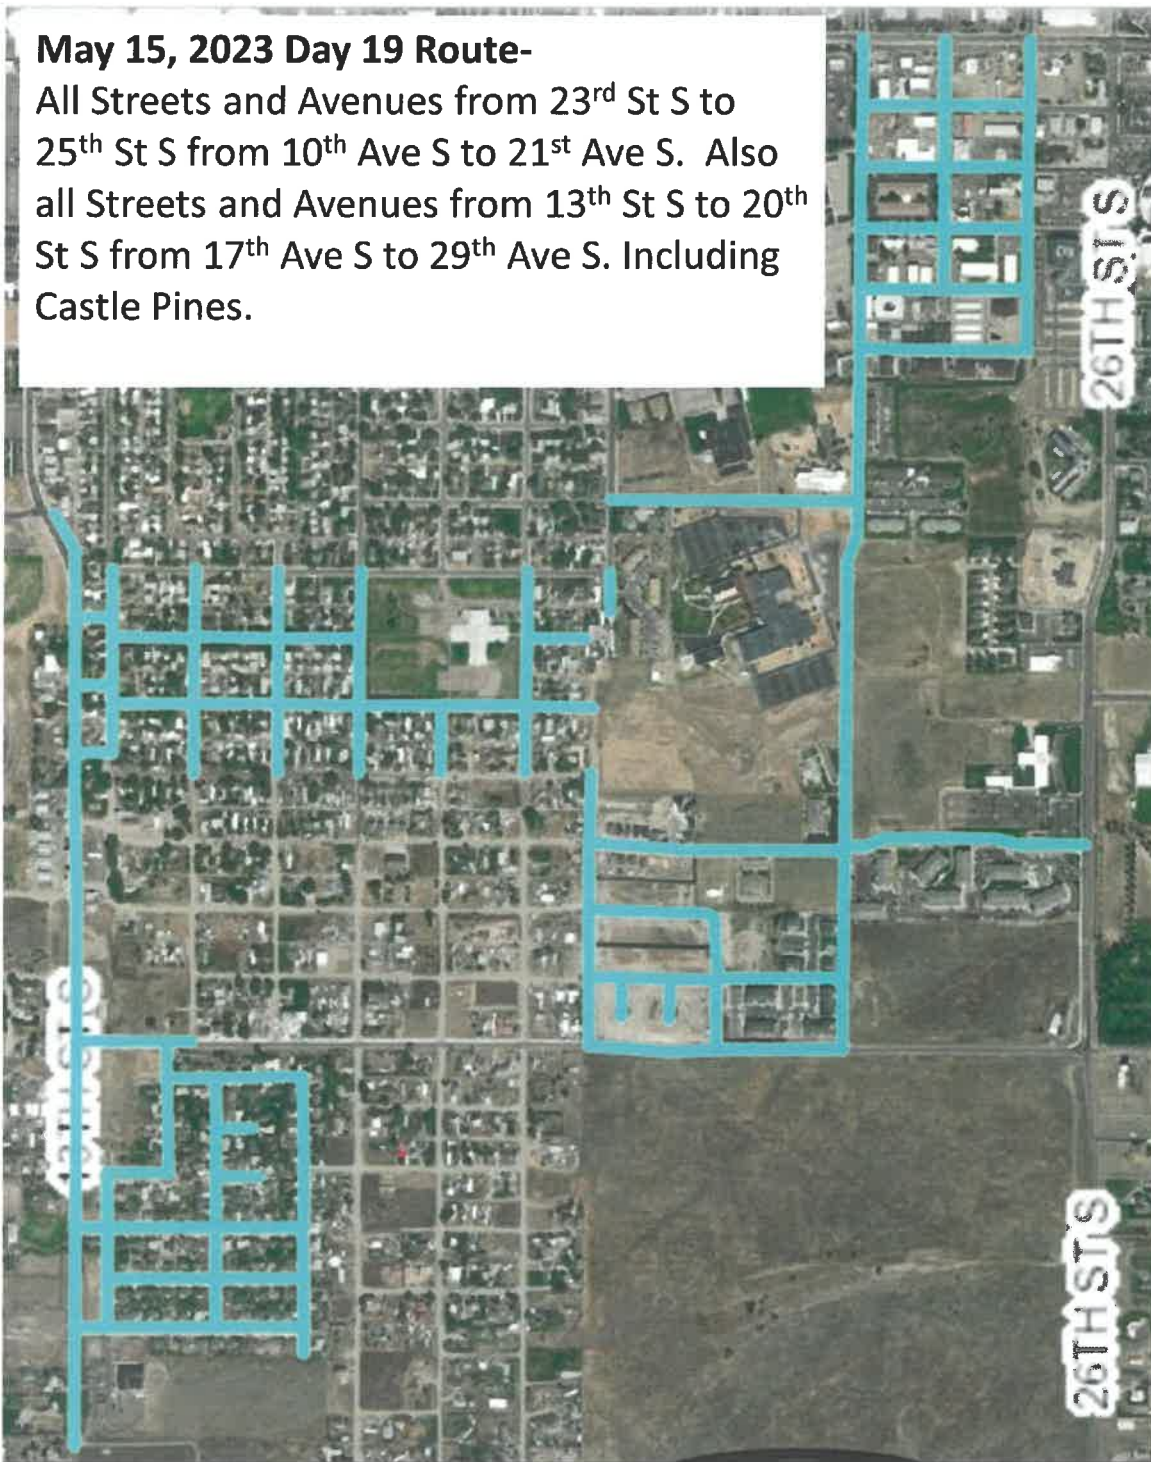 May 15, 2023 Day 19 Route-
All Streets and Avenues from 23rd St S to
25th St S from 10th Ave S to 21st Ave S. Also
all Streets and Avenues from 13th St S to 20th
St S from 17th Ave S to 29th Ave S. Including
Castle Pines.
26TH ST S
13TH ST S
26TH ST S